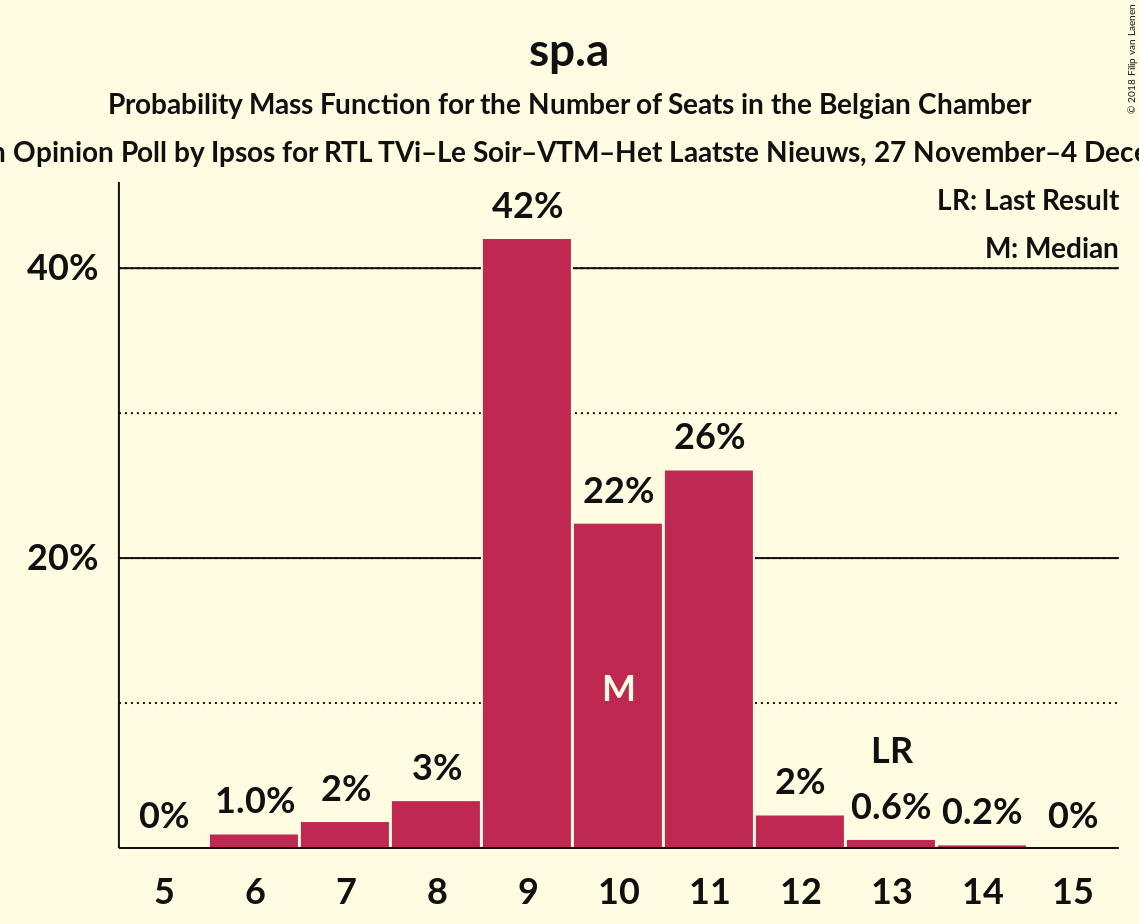 sp.a
Probability Mass Function for the Number of Seats in the Belgian Chamber
Opinion Poll by Ipsos for RTL TVi–Le Soir–VTM–Het Laatste Nieuws, 27 November–4
LR: Last Result
M: Median
© 2018 Filip van Laenen
40%
20%
0%
1.0%
2%
3%
42%
22%
26%
2%
0.6%
0.2%
0%
M
LR
5 6 7 8 9 10 11 12 13 14 15